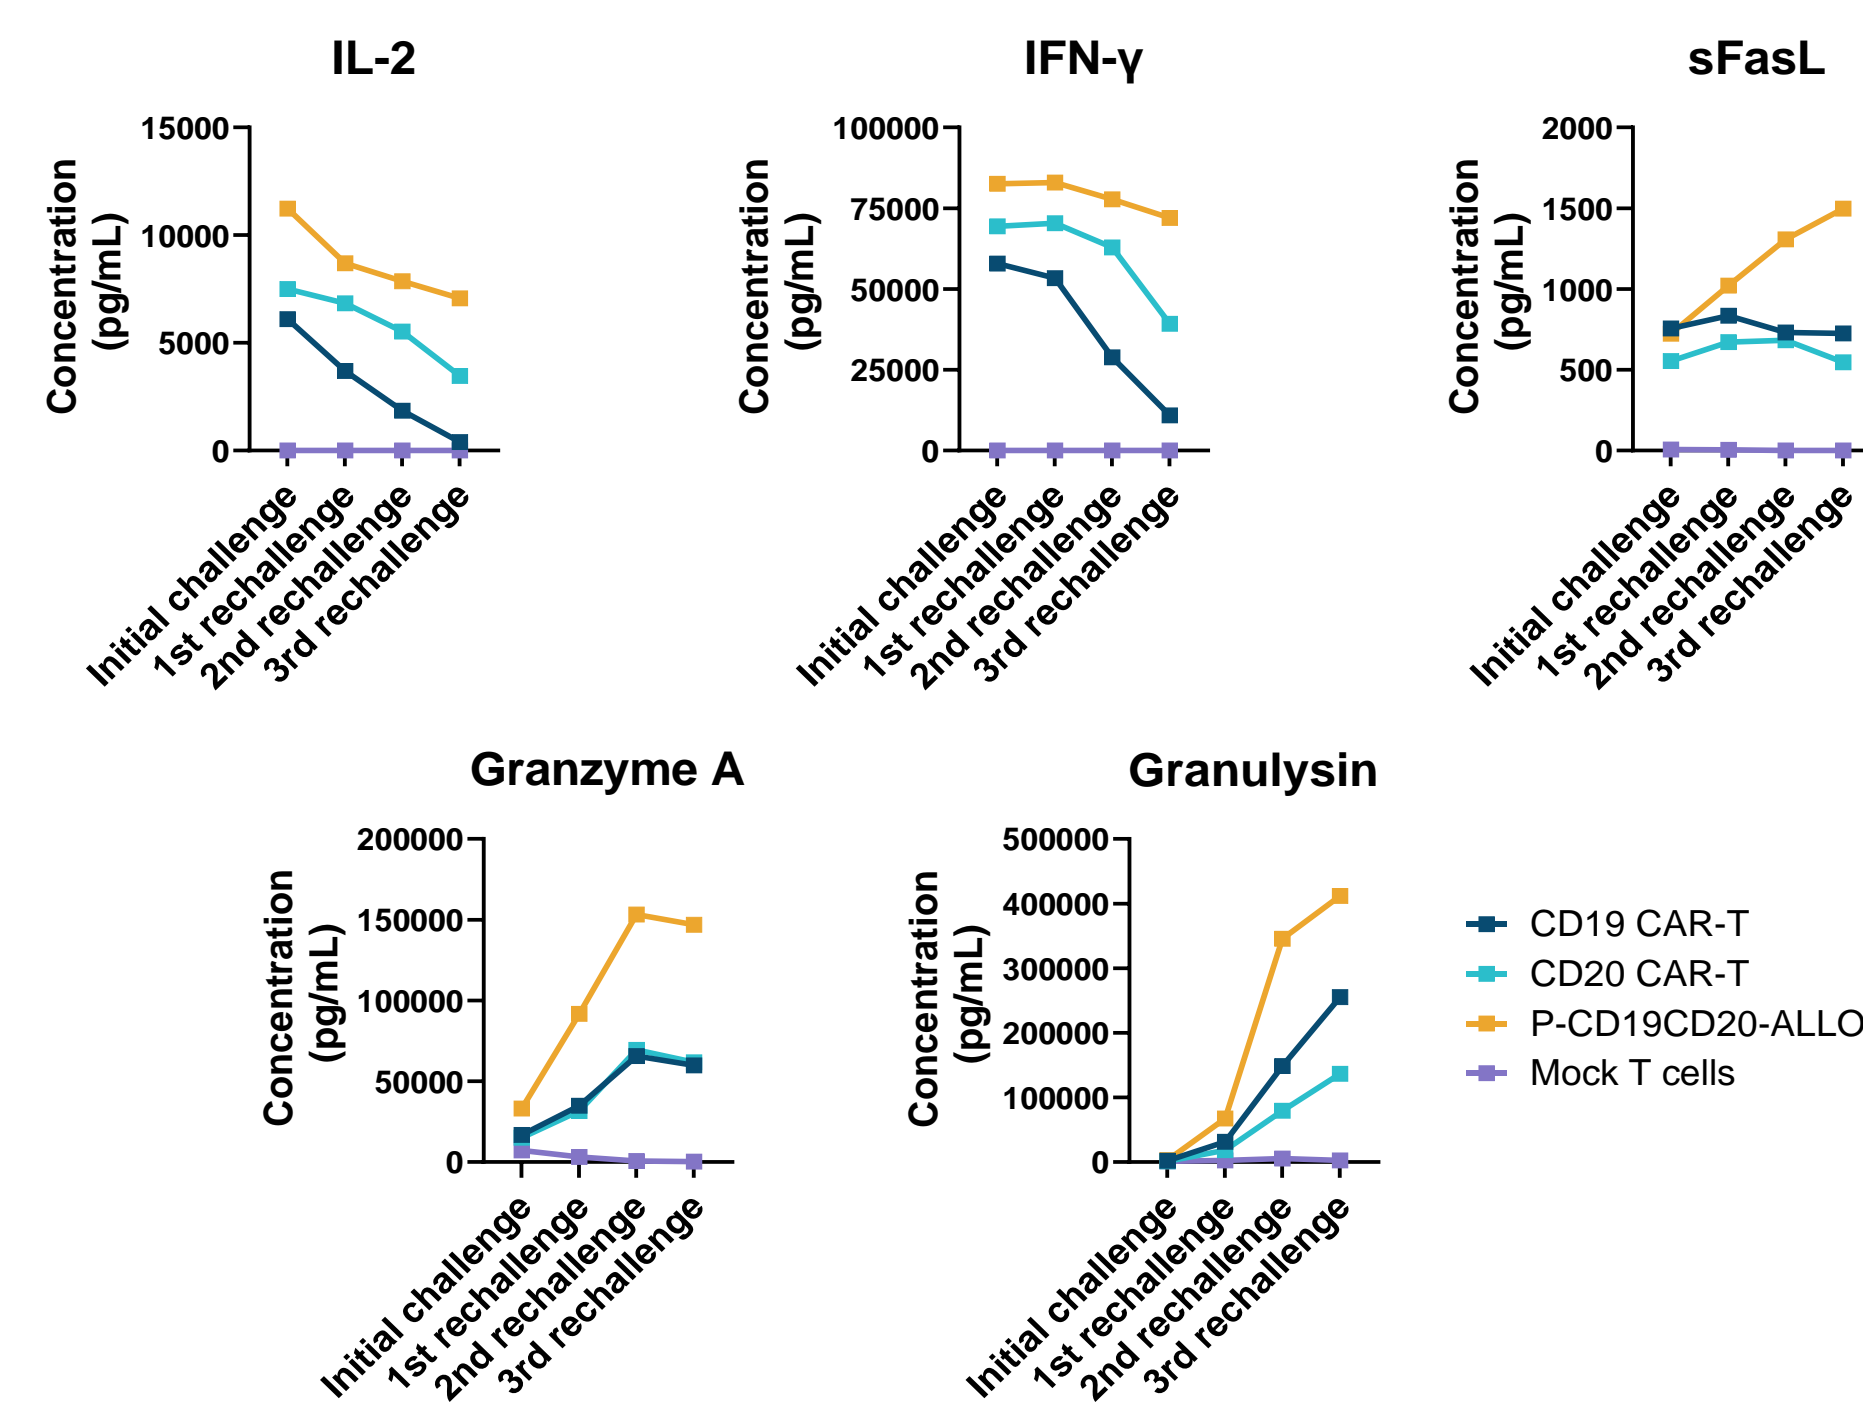 IL-2
Concentration
(pg/mL)
15000
10000
5000
0
Initial challenge
1st rechallenge
2nd rechallenge
3rd rechallenge
IFN-γ
Concentration
(pg/mL)
100000
75000
50000
25000
0
Initial challenge
1st rechallenge
2nd rechallenge
3rd rechallenge
sFasL
Concentration
(pg/mL)
2000
1500
1000
500
0
Initial challenge
1st rechallenge
2nd rechallenge
3rd rechallenge
Granzyme A
Concentration
(pg/mL)
200000
150000
100000
50000
0
Initial challenge
1st rechallenge
2nd rechallenge
3rd rechallenge
Granulysin
Concentration
(pg/mL)
500000
400000
300000
200000
100000
0
Initial challenge
1st rechallenge
2nd rechallenge
3rd rechallenge
CD19 CAR-T
CD20 CAR-T
P-CD19CD20-ALLO
Mock T cells